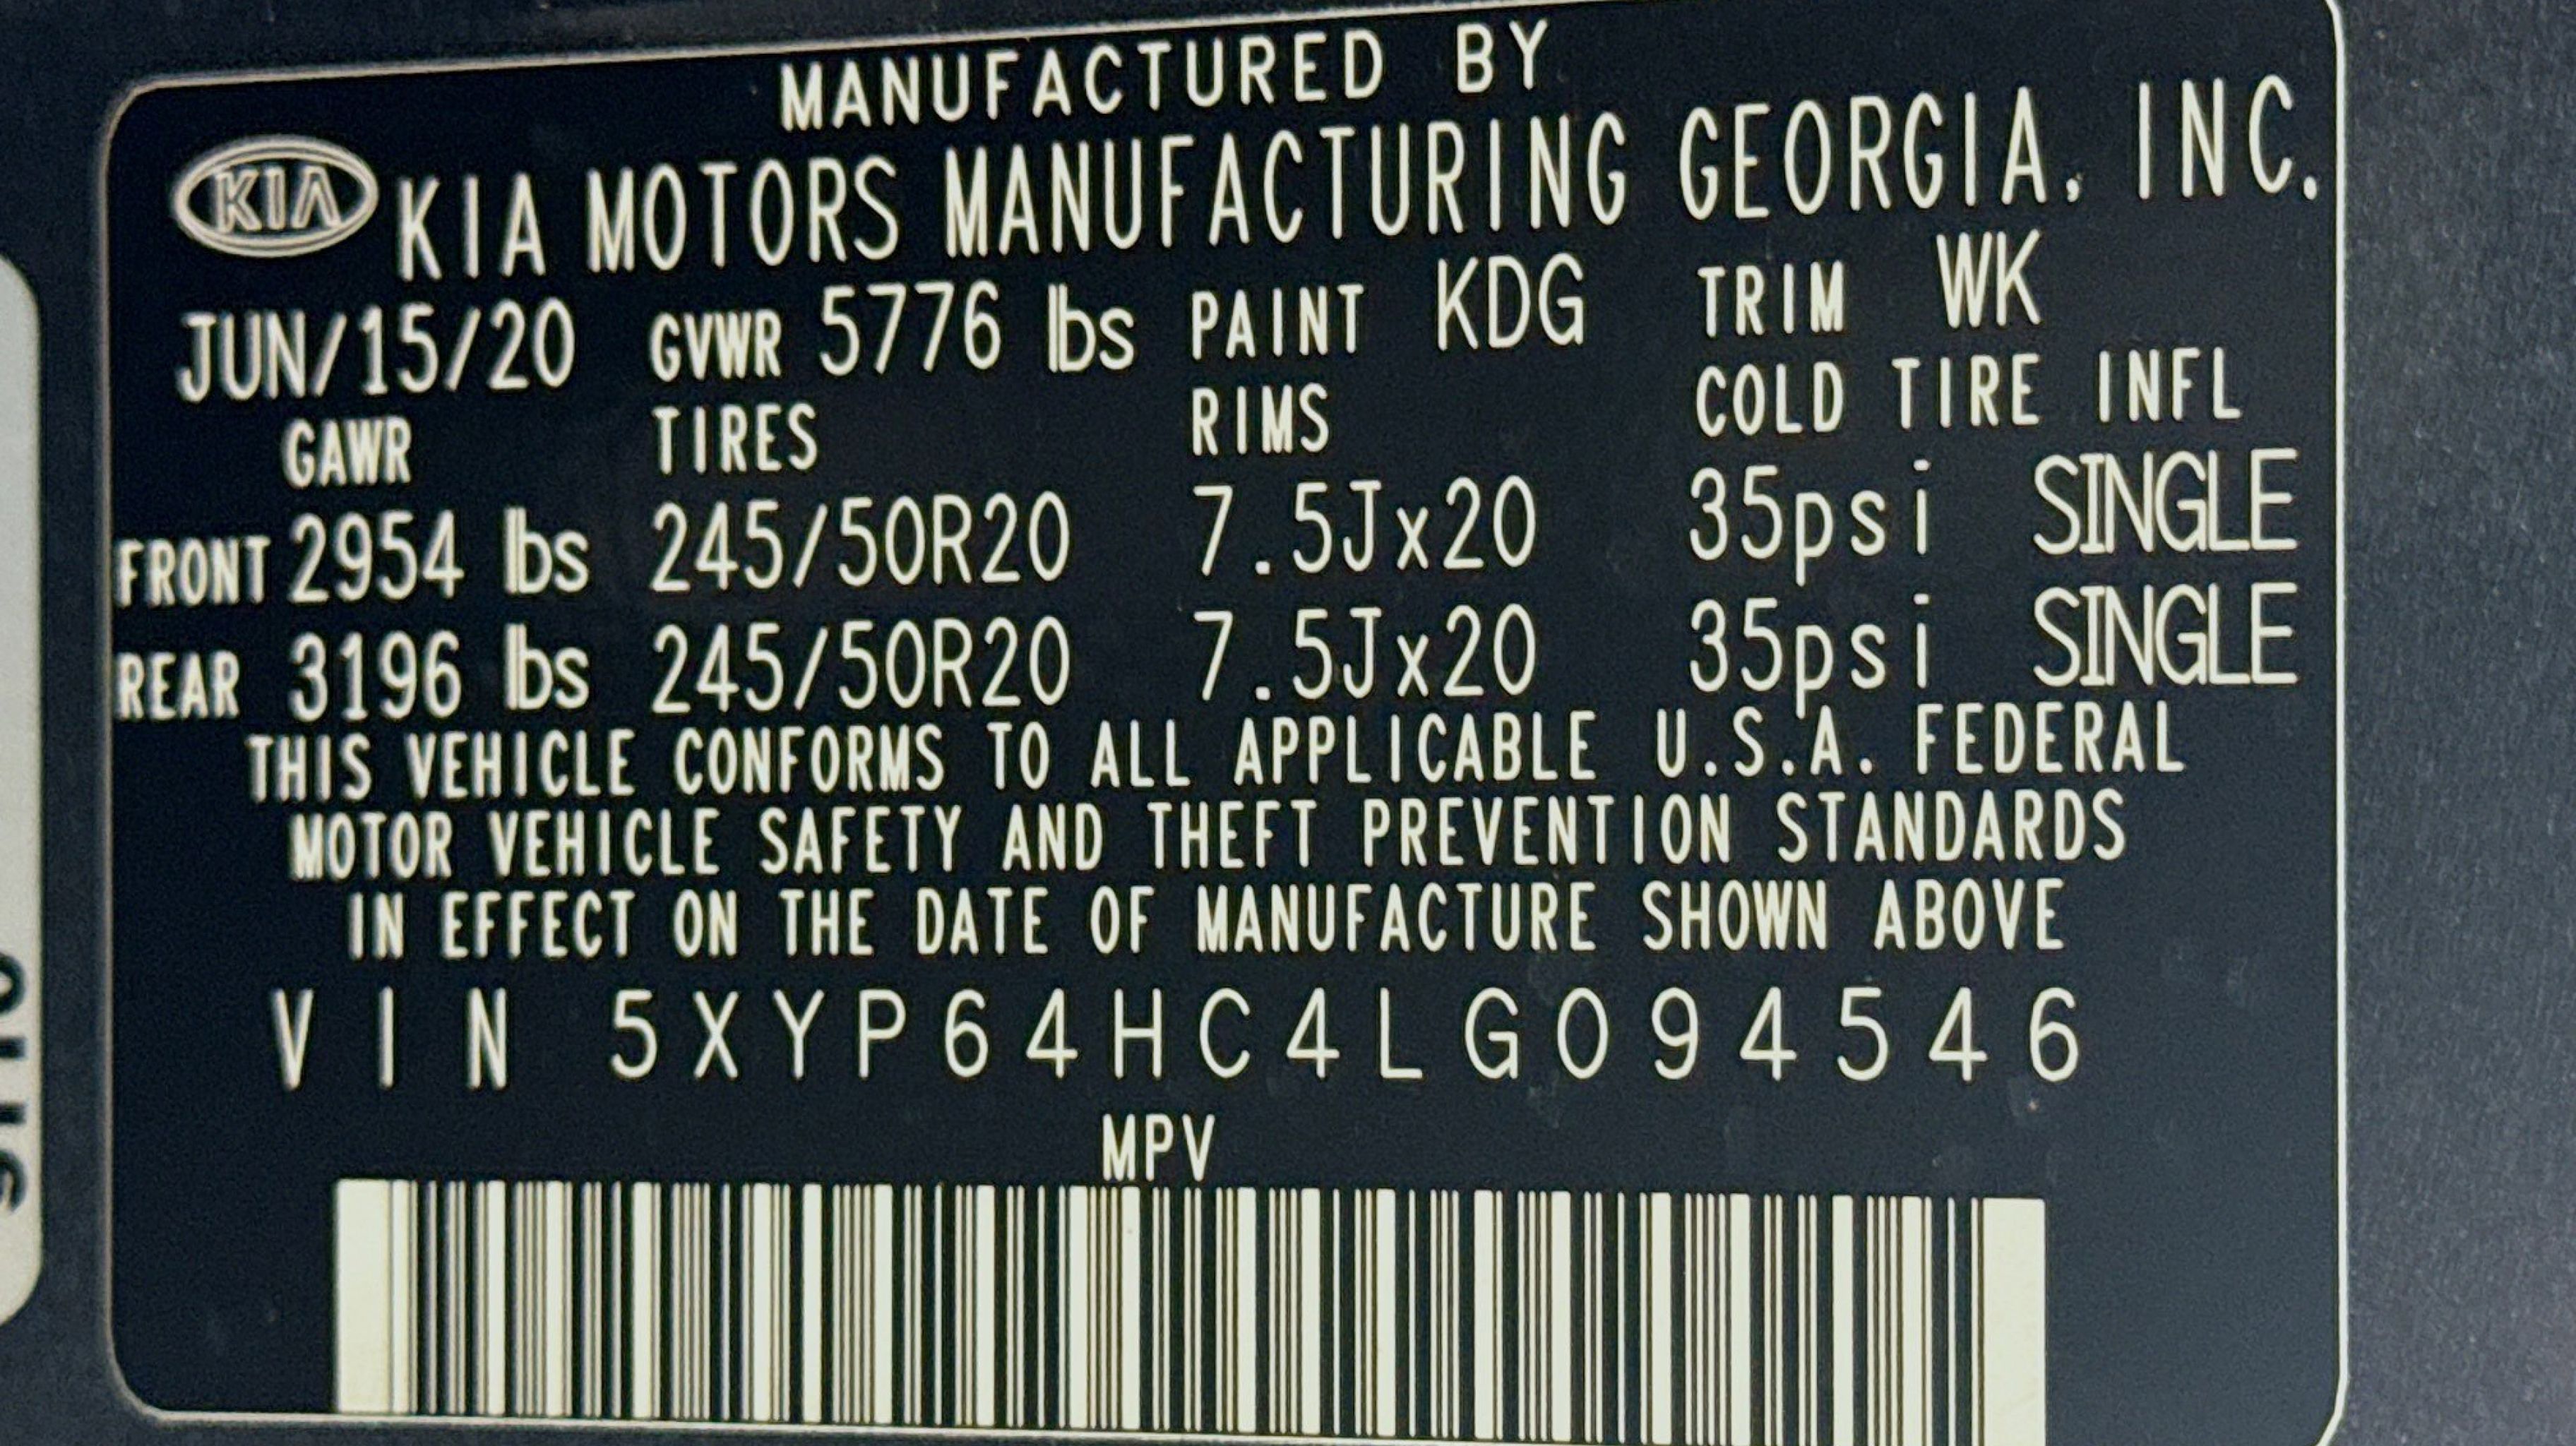 MANUFACTURED BY
KIA KIA MOTORS MANUFACTURING GEORGIA, INC.
JUN/15/20 GVWR 5776 lbs PAINT KDG TRIM WK
GAWR TIRES RIMS COLD TIRE INFL
FRONT 2954 lbs 245/50R20 7.5Jx20 35psi SINGLE
REAR 3196 lbs 245/50R20 7.5Jx20 35psi SINGLE
THIS VEHICLE CONFORMS TO ALL APPLICABLE U.S.A. FEDERAL
MOTOR VEHICLE SAFETY AND THEFT PREVENTION STANDARDS
IN EFFECT ON THE DATE OF MANUFACTURE SHOWN ABOVE
VIN 5XYP64HC4LG094546
MPV